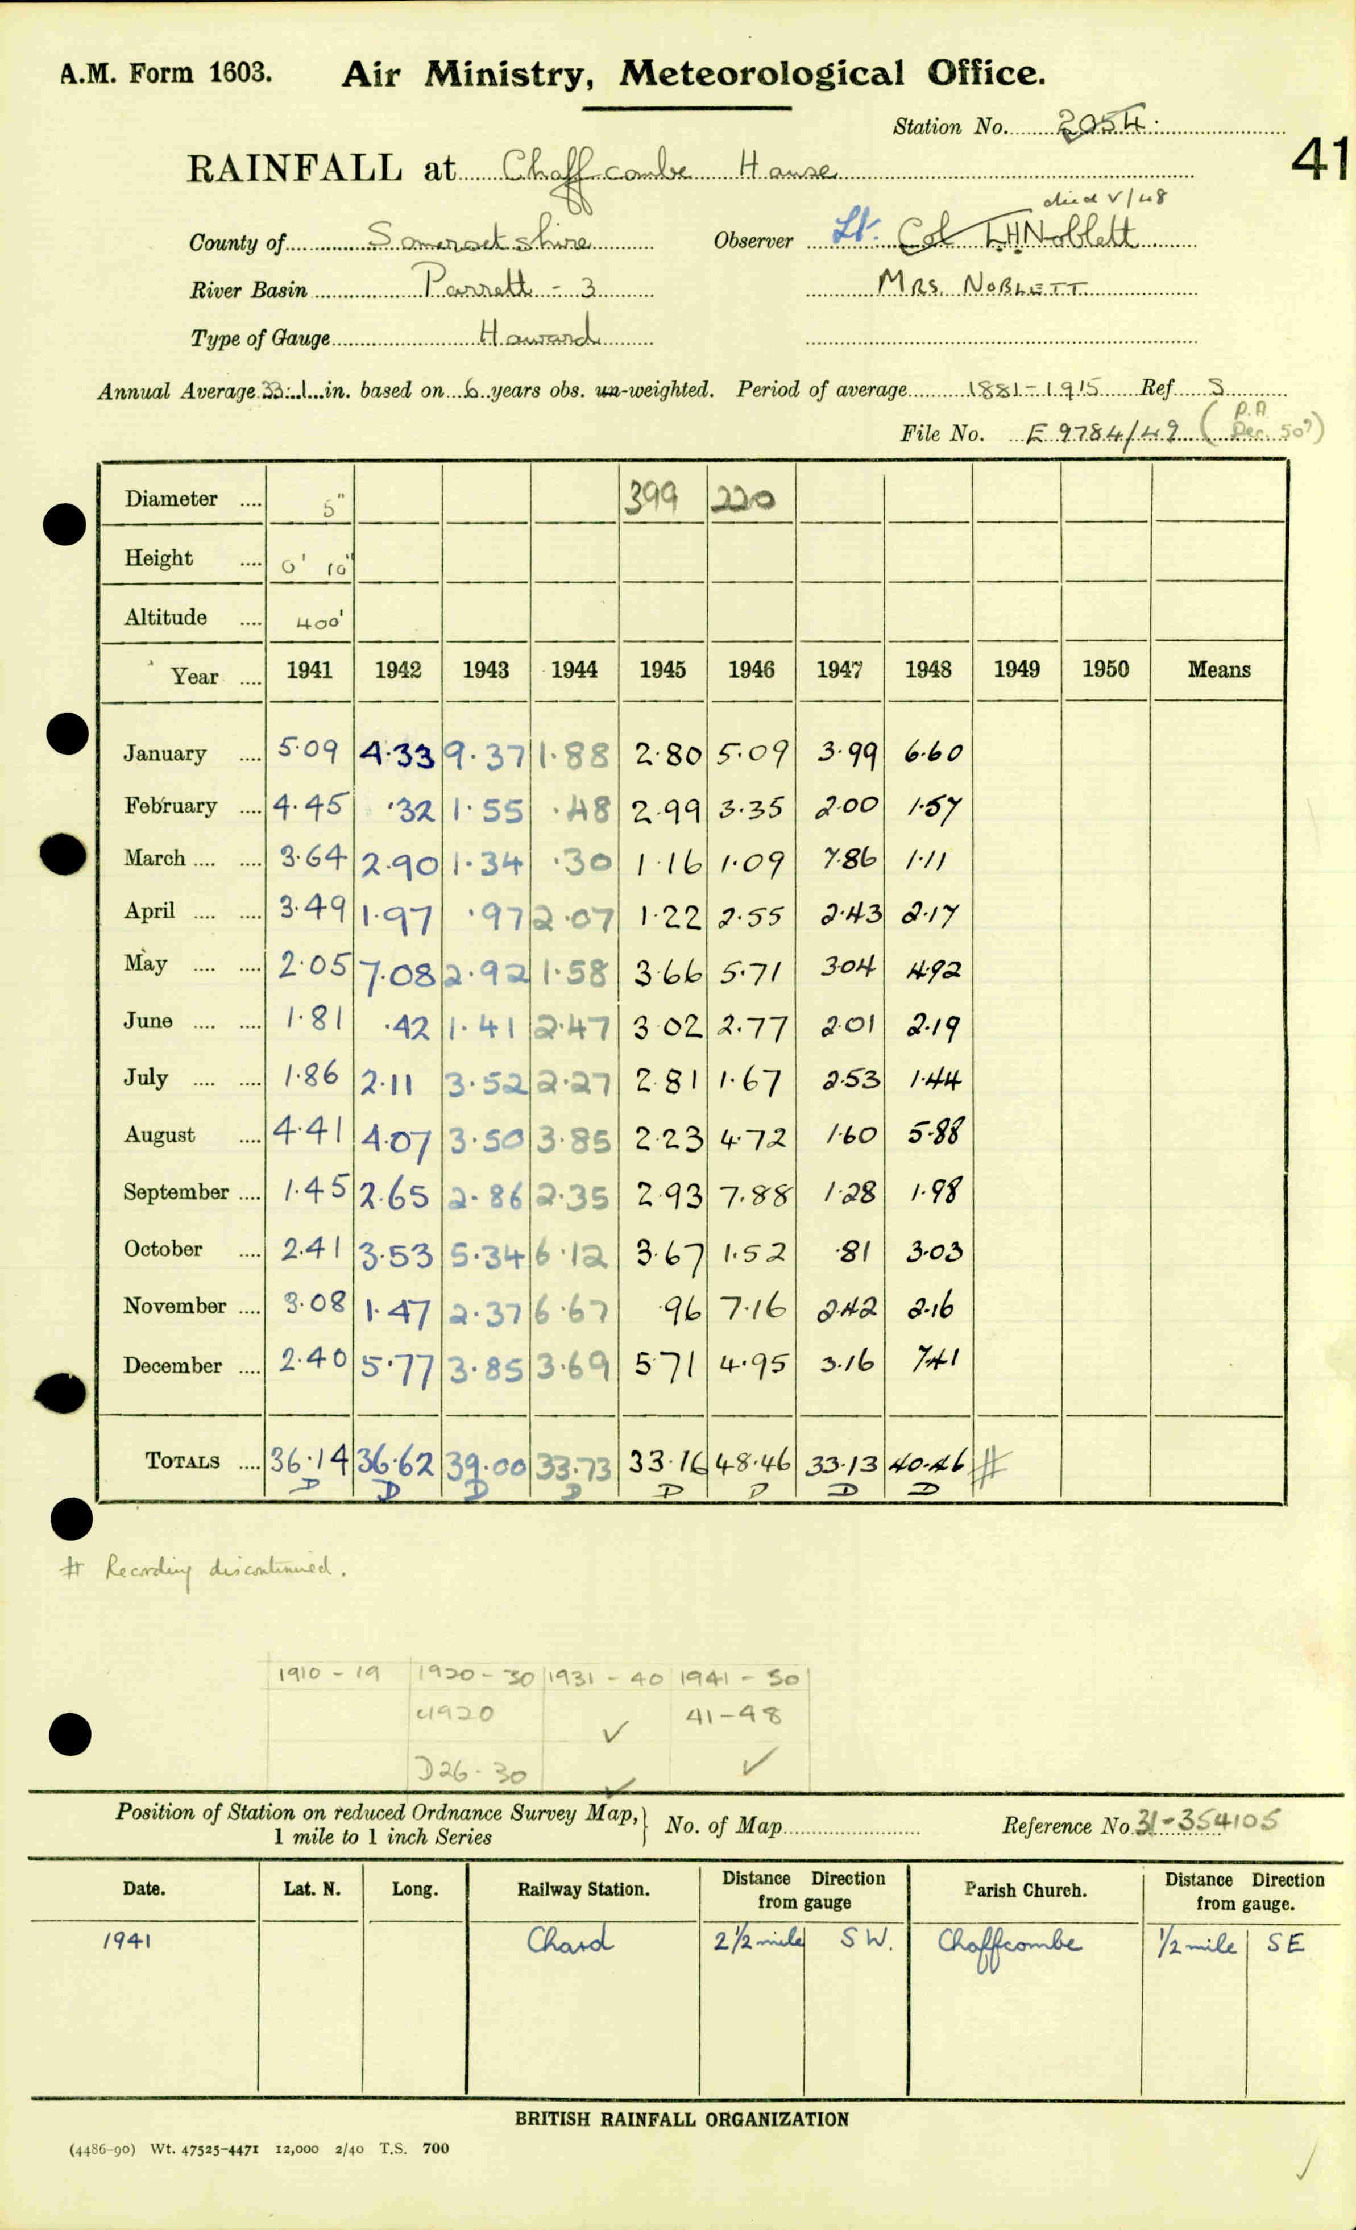 A.M. Form 1603. Air Ministry, Meteorological Office.
Station No. 2054.
41
RAINFALL at Chaffcombe House
died V/48
County of Somersetshire Observer Lt. Col L.H. Noblett
River Basin Parrett - 3 MRS. NOBLETT
Type of Gauge Howard
Annual Average 33.1 in. based on 6 years obs. un-weighted. Period of average 1881-1915 Ref S
File No. E 9784/49 (P.A Dec. 50?)
Diameter .... 5" 399 220
Height .... 0' 10"
Altitude .... 400'
Year .... 1941 1942 1943 1944 1945 1946 1947 1948 1949 1950 Means
January .... 5.09 4.33 9.37 1.88 2.80 5.09 3.99 6.60
February .... 4.45 .32 1.55 .48 2.99 3.35 2.00 1.57
March .... .... 3.64 2.90 1.34 .30 1.16 1.09 7.86 1.11
April .... .... 3.49 1.97 .97 2.07 1.22 2.55 2.43 2.17
May .... .... 2.05 7.08 2.92 1.58 3.66 5.71 3.04 4.92
June .... .... 1.81 .42 1.41 2.47 3.02 2.77 2.01 2.19
July .... .... 1.86 2.11 3.52 2.27 2.81 1.67 2.53 1.44
August .... 4.41 4.07 3.50 3.85 2.23 4.72 1.60 5.88
September .... 1.45 2.65 2.86 2.35 2.93 7.88 1.28 1.98
October .... 2.41 3.53 5.34 6.12 3.67 1.52 .81 3.03
November .... 3.08 1.47 2.37 6.67 .96 7.16 2.42 2.16
December .... 2.40 5.77 3.85 3.69 5.71 4.95 3.16 7.41
TOTALS .... 36.14 36.62 39.00 33.73 33.16 48.46 33.13 40.46 #
D D D D D D D D
# Recording discontinued.
1910 - 19 1920 - 30 1931 - 40 1941 - 50
1920 ✓ 41-48
D26 - 30 ✓ ✓
Position of Station on reduced Ordnance Survey Map, 1 mile to 1 inch Series } No. of Map Reference No. 31-354105
Date. Lat. N. Long. Railway Station. Distance Direction from gauge Parish Church. Distance Direction from gauge.
1941 Chard 2½ mile SW. Chaffcombe ½ mile SE
BRITISH RAINFALL ORGANIZATION
(4486-90) Wt. 47525-4471 12,000 2/40 T.S. 700